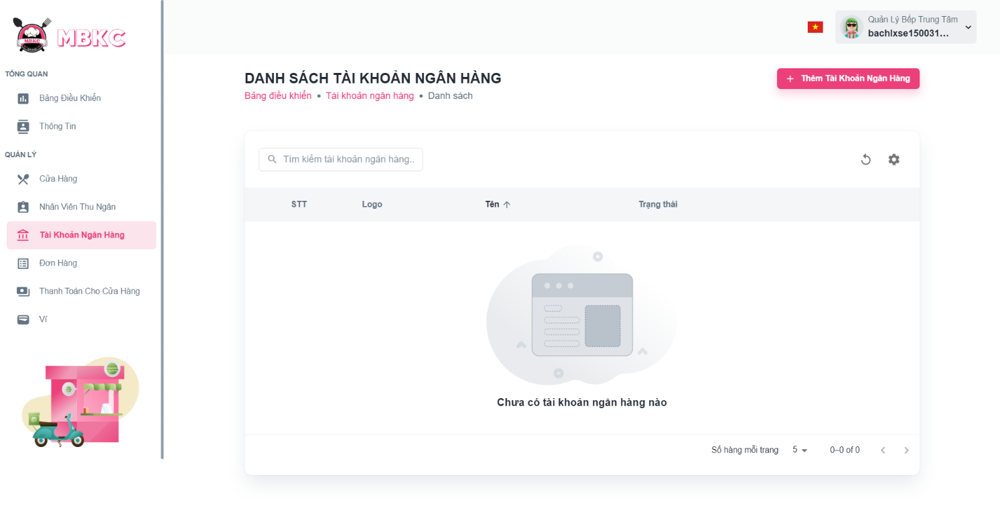 MBKC
MBKC
TỔNG QUAN
Bảng Điều Khiển
Thông Tin
QUẢN LÝ
Cửa Hàng
Nhân Viên Thu Ngân
Tài Khoản Ngân Hàng
Đơn Hàng
Thanh Toán Cho Cửa Hàng
Ví
Quản Lý Bếp Trung Tâm
bachlxse150031...
DANH SÁCH TÀI KHOẢN NGÂN HÀNG
Bảng điều khiển • Tài khoản ngân hàng • Danh sách
+ Thêm Tài Khoản Ngân Hàng
Tìm kiếm tài khoản ngân hàng..
STT Logo Tên ↑ Trạng thái
Chưa có tài khoản ngân hàng nào
Số hàng mỗi trang 5 0–0 of 0